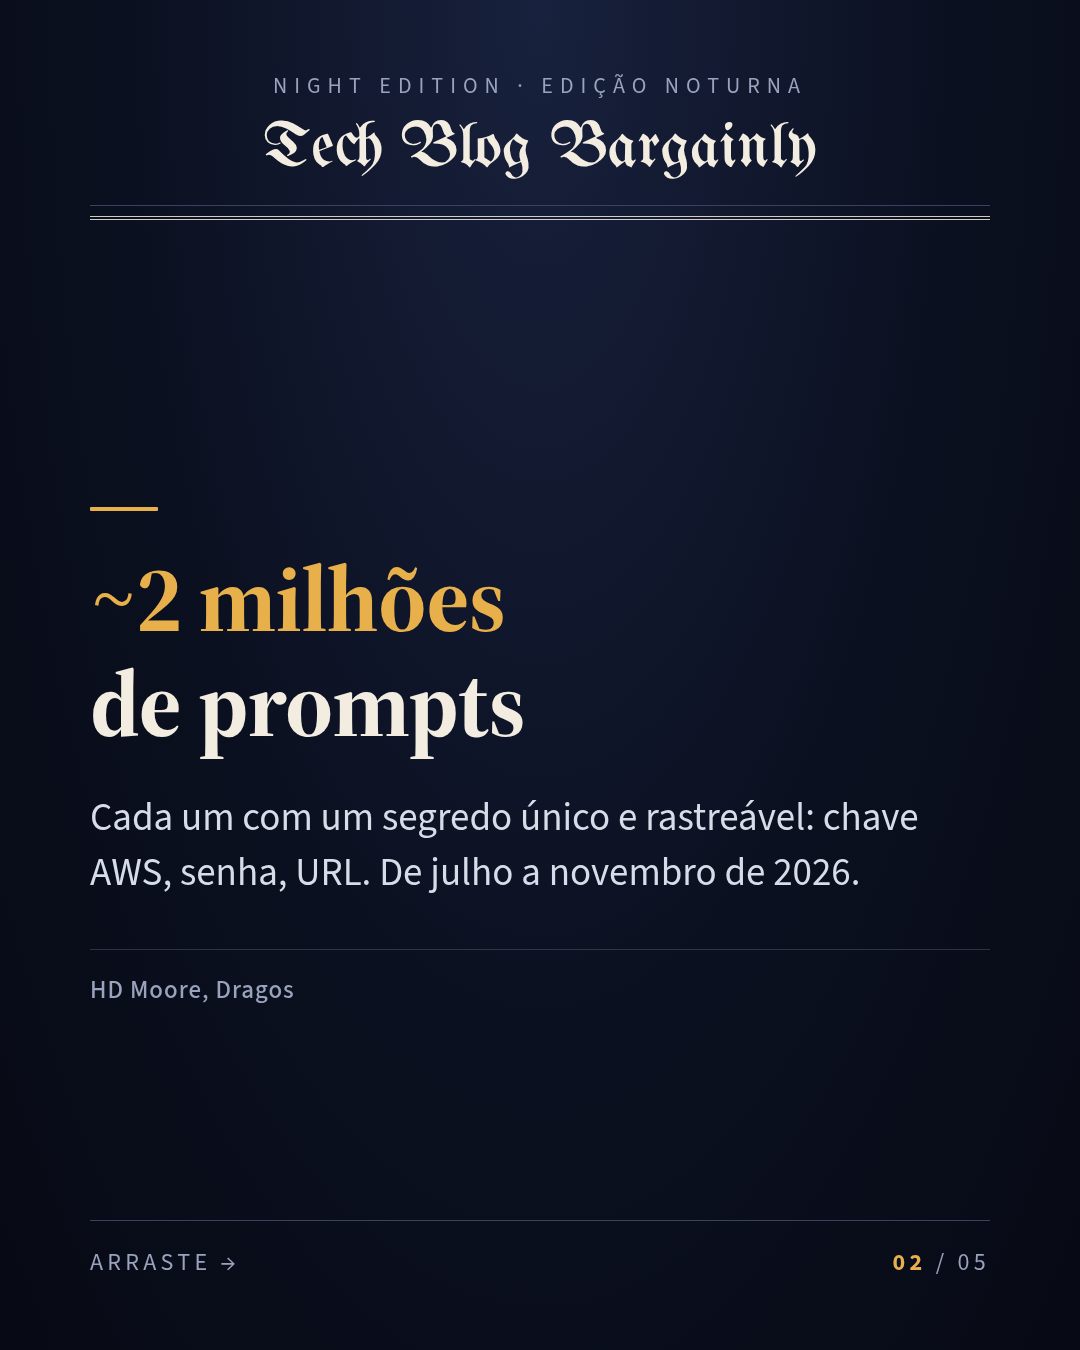 NIGHT EDITION · EDIÇÃO NOTURNA
Tech Blog Bargainly
~2 milhões
de prompts
Cada um com um segredo único e rastreável: chave
AWS, senha, URL. De julho a novembro de 2026.
HD Moore, Dragos
ARRASTE →
02 / 05